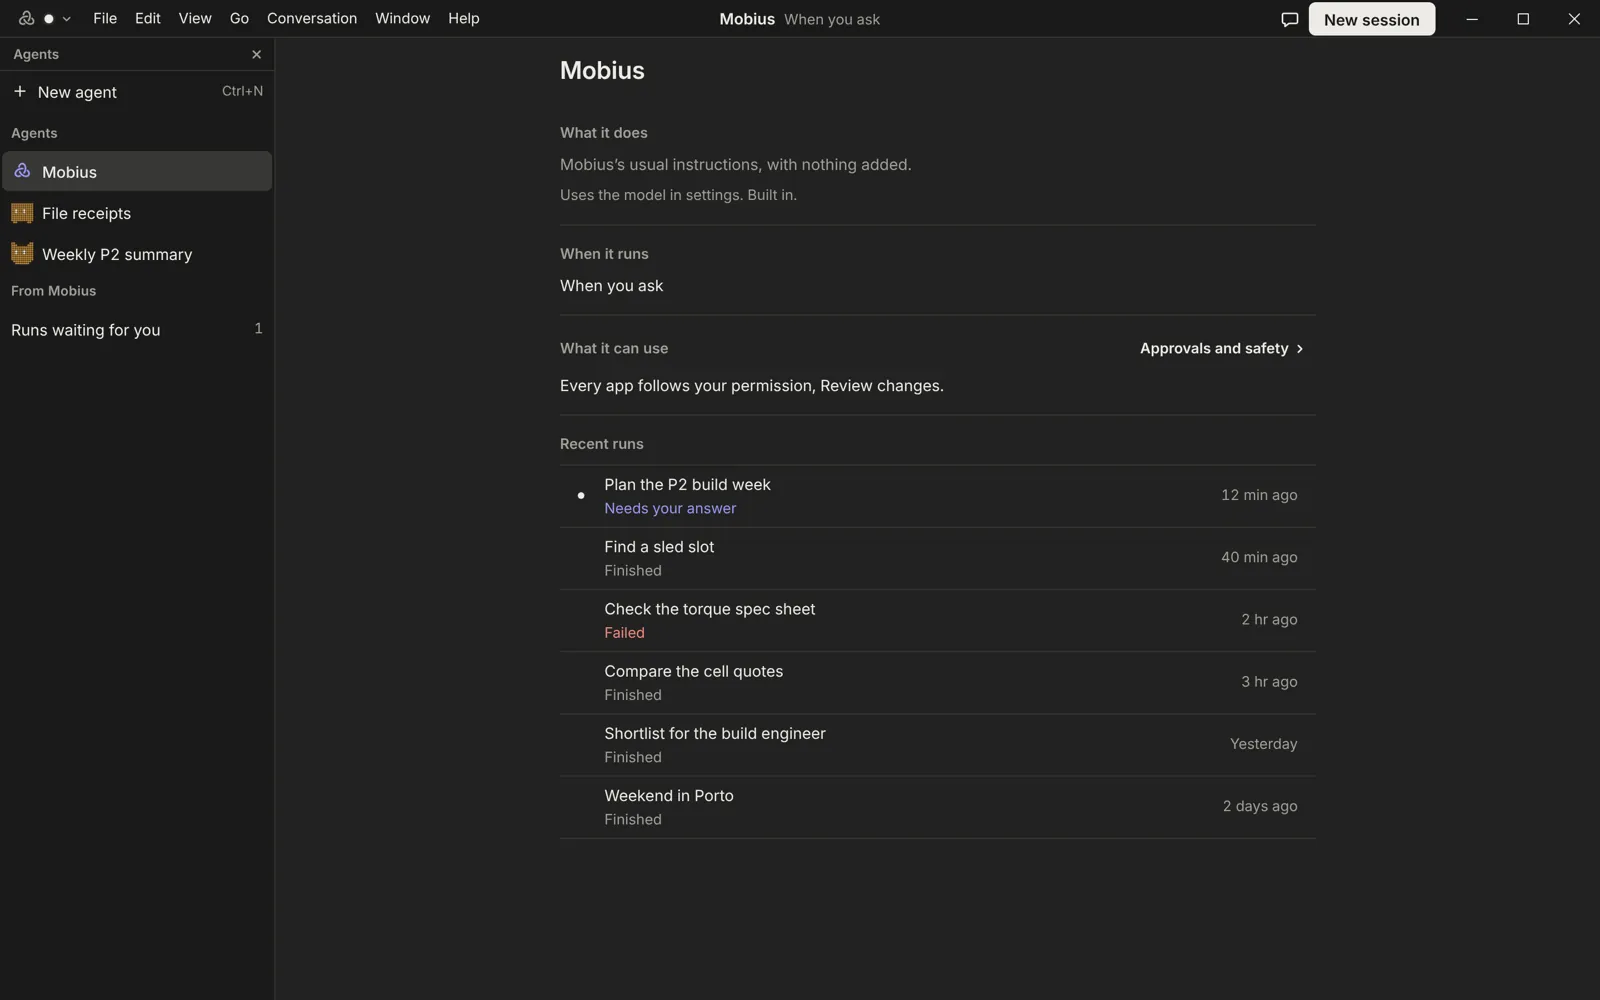 File Edit View Go Conversation Window Help
Mobius When you ask
New session
Agents
New agent Ctrl+N
Agents
Mobius
File receipts
Weekly P2 summary
From Mobius
Runs waiting for you 1
Mobius
What it does
Mobius’s usual instructions, with nothing added.
Uses the model in settings. Built in.
When it runs
When you ask
What it can use
Approvals and safety
Every app follows your permission, Review changes.
Recent runs
Plan the P2 build week
Needs your answer
12 min ago
Find a sled slot
Finished
40 min ago
Check the torque spec sheet
Failed
2 hr ago
Compare the cell quotes
Finished
3 hr ago
Shortlist for the build engineer
Finished
Yesterday
Weekend in Porto
Finished
2 days ago